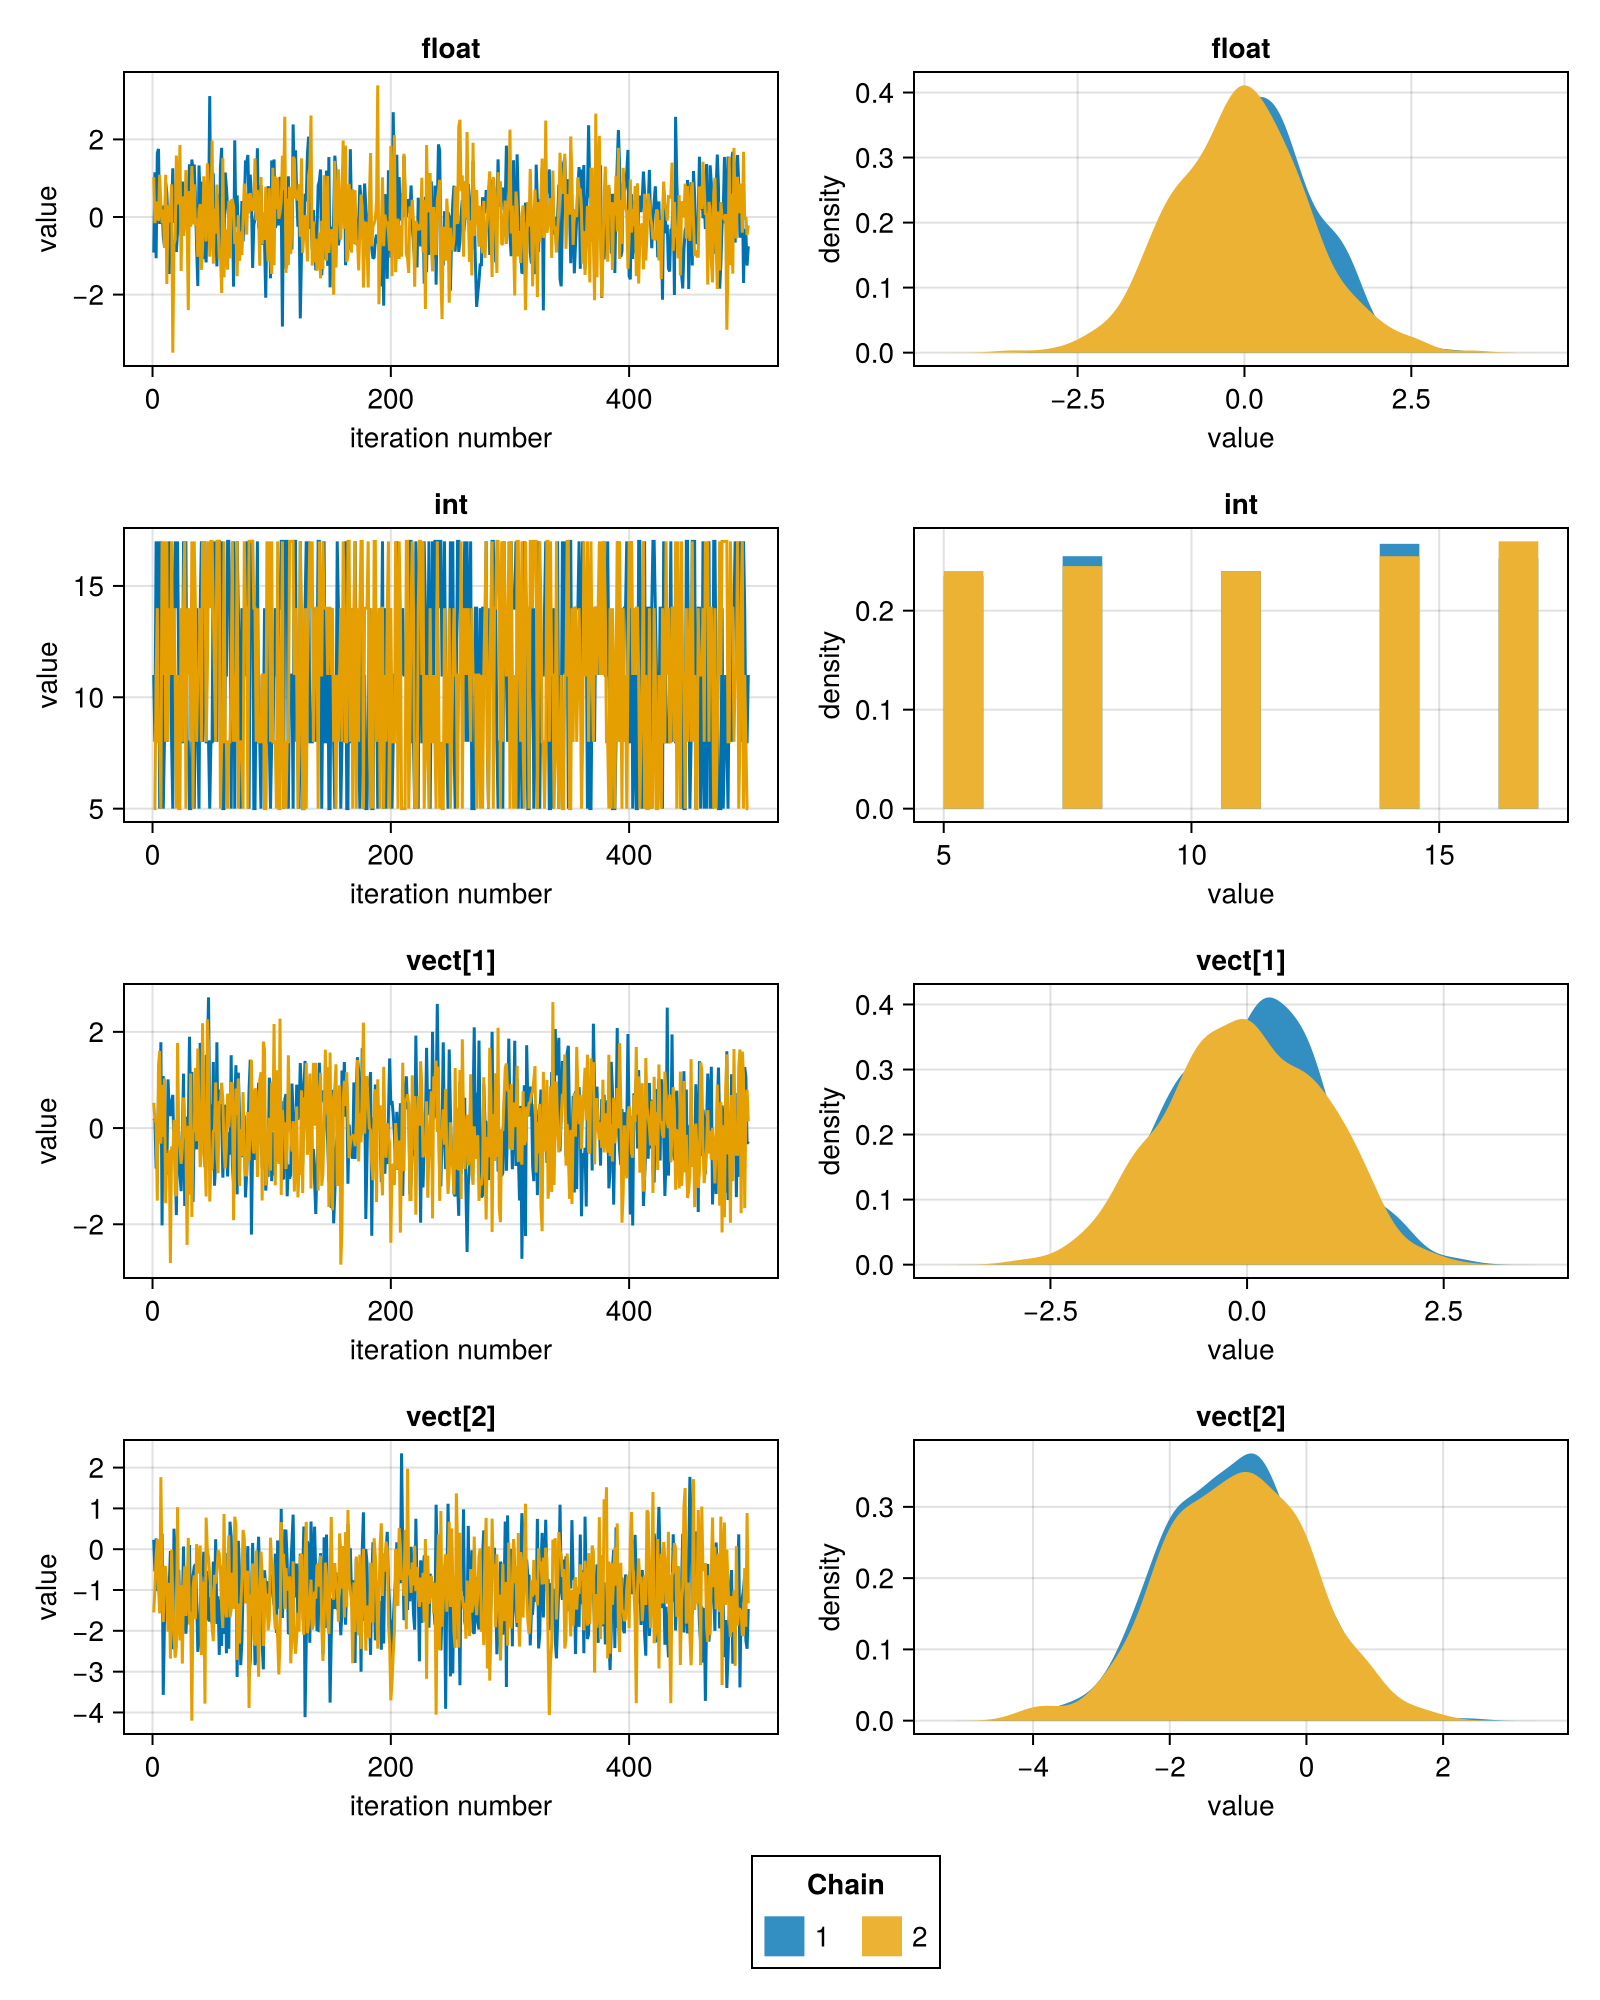 float
float
value
2
0
−2
0
200
400
iteration number
density
0.4
0.3
0.2
0.1
0.0
−2.5
0.0
2.5
value
int
int
value
15
10
5
0
200
400
iteration number
density
0.2
0.1
0.0
5
10
15
value
vect[1]
vect[1]
value
2
0
−2
0
200
400
iteration number
density
0.4
0.3
0.2
0.1
0.0
−2.5
0.0
2.5
value
vect[2]
vect[2]
value
2
1
0
−1
−2
−3
−4
0
200
400
iteration number
density
0.3
0.2
0.1
0.0
−4
−2
0
2
value
Chain
1
2